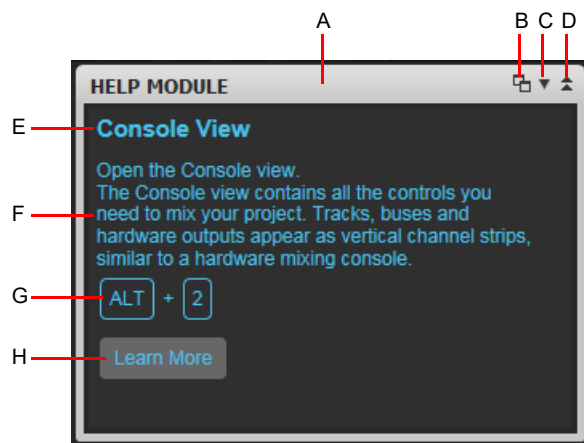 A
B
C
D
HELP MODULE
E
Console View
Open the Console view.
The Console view contains all the controls you
F
need to mix your project. Tracks, buses and
hardware outputs appear as vertical channel strips,
similar to a hardware mixing console.
G
ALT + 2
H
Learn More